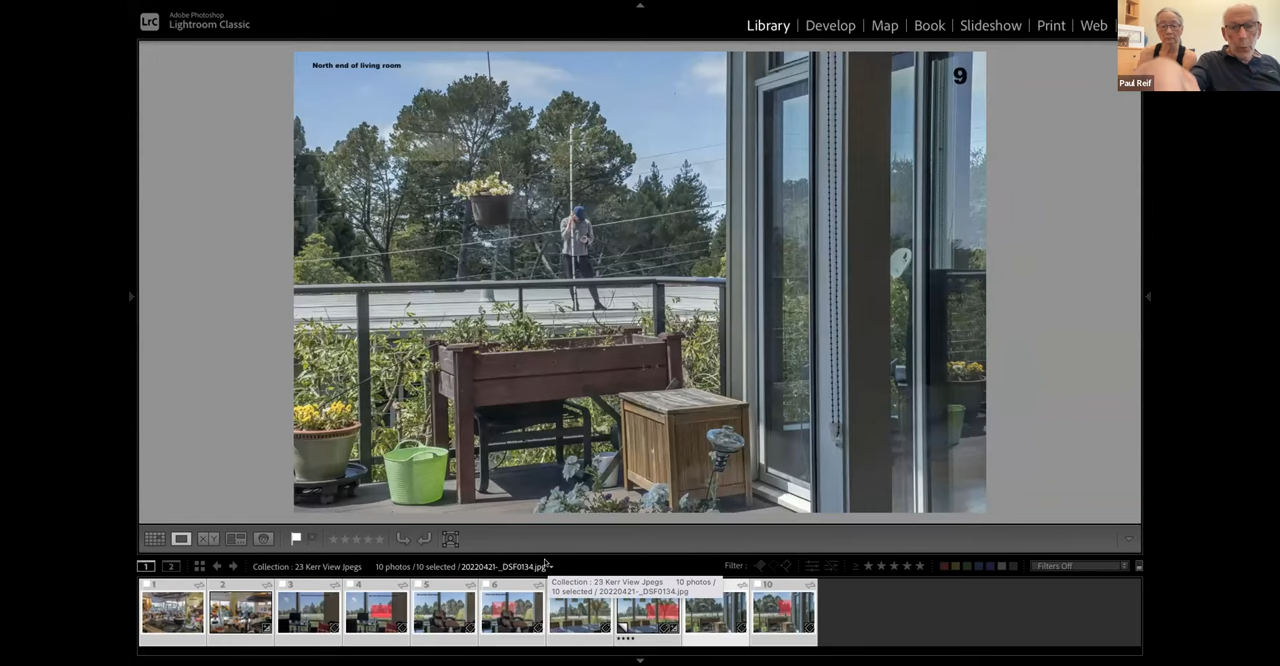 LrC
Adobe Photoshop
Lightroom Classic
Library
Develop
Map
Book
Slideshow
Print
Web
Paul Reif
North end of living room
9
XY
1
2
Collection : 23 Kerr View Jpegs
10 photos /10 selected /20220421-_DSF0134.jpg
Filter :
Filters Off
Collection : 23 Kerr View Jpegs 10 photos /
10 selected / 20220421-_DSF0134.jpg
1
2
3
4
5
6
10